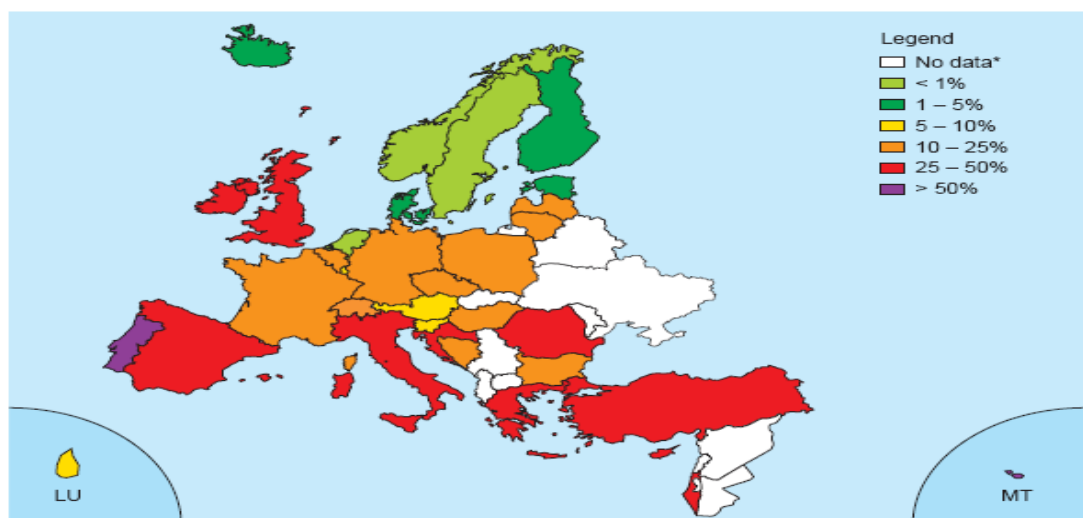 Legend
No data*
< 1%
1 – 5%
5 – 10%
10 – 25%
25 – 50%
> 50%
LU
MT